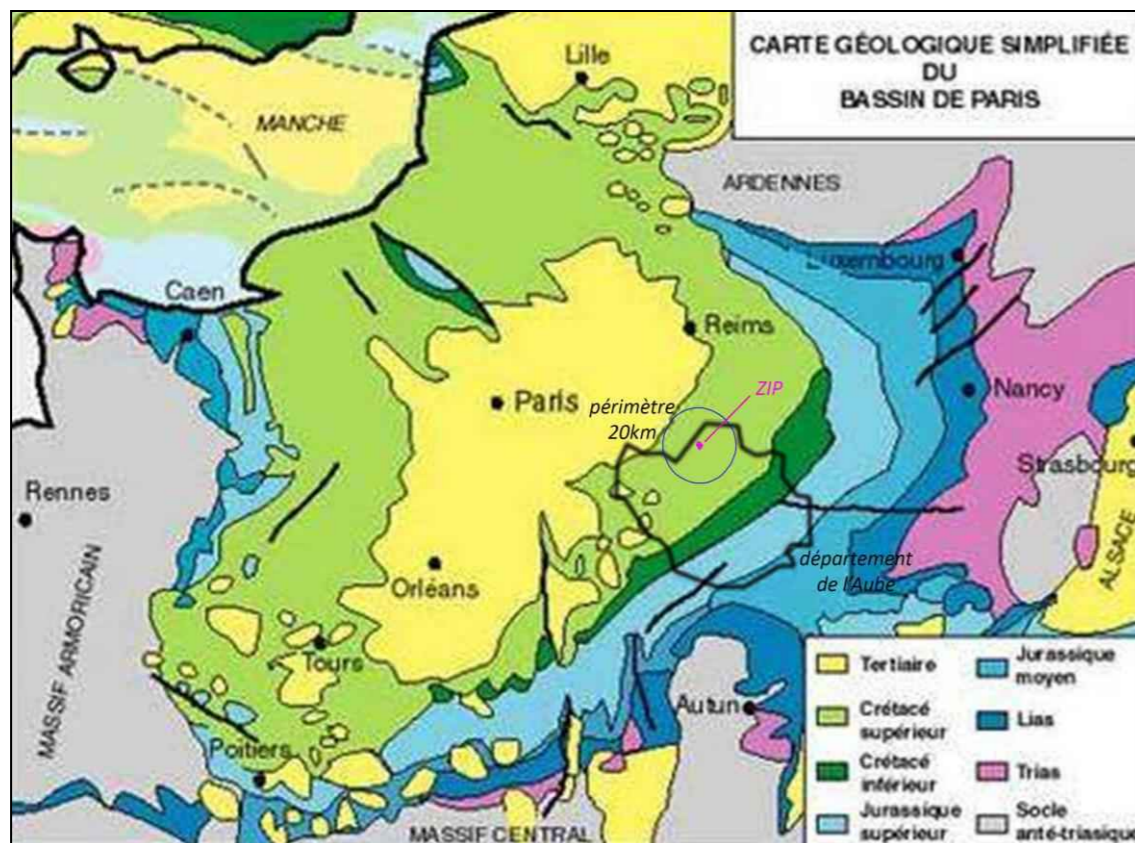 CARTE GÉOLOGIQUE SIMPLIFIÉE
DU
BASSIN DE PARIS
Lille
MANCHE
ARDENNES
Luxembourg
Caen
Reims
Nancy
Paris
périmètre
20km
ZIP
Strasbourg
Rennes
ALSACE
MASSIF ARMORICAIN
Orléans
département
de l'Aube
Tours
Autun
Poitiers
MASSIF CENTRAL
Tertiaire
Crétacé
supérieur
Crétacé
inférieur
Jurassique
supérieur
Jurassique
moyen
Lias
Trias
Socle
anté-triasique